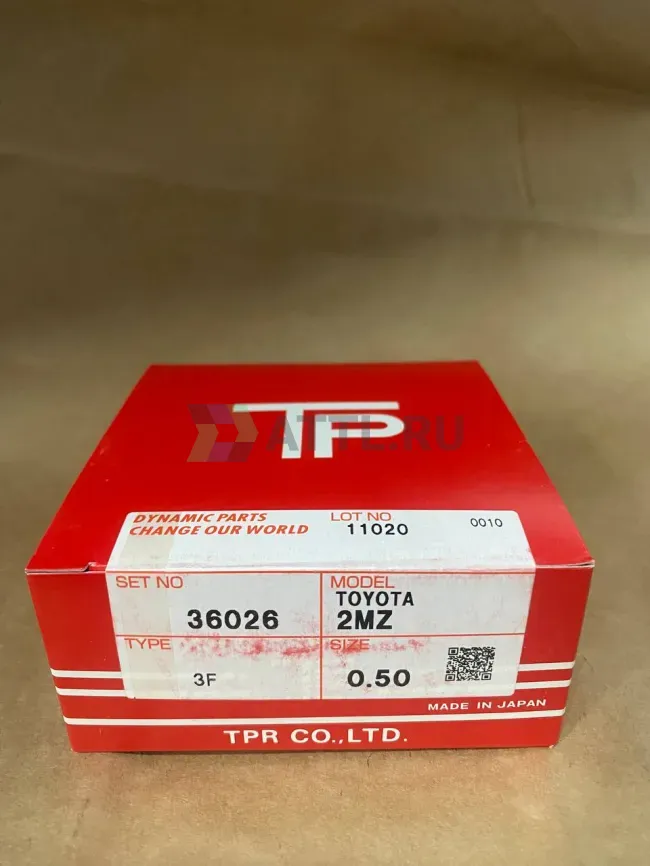 TP
ATTL.RU
DYNAMIC PARTS
CHANGE OUR WORLD
LOT NO
11020
0010
SET NO
36026
MODEL
TOYOTA
2MZ
TYPE
3F
SIZE
0.50
MADE IN JAPAN
TPR CO.,LTD.